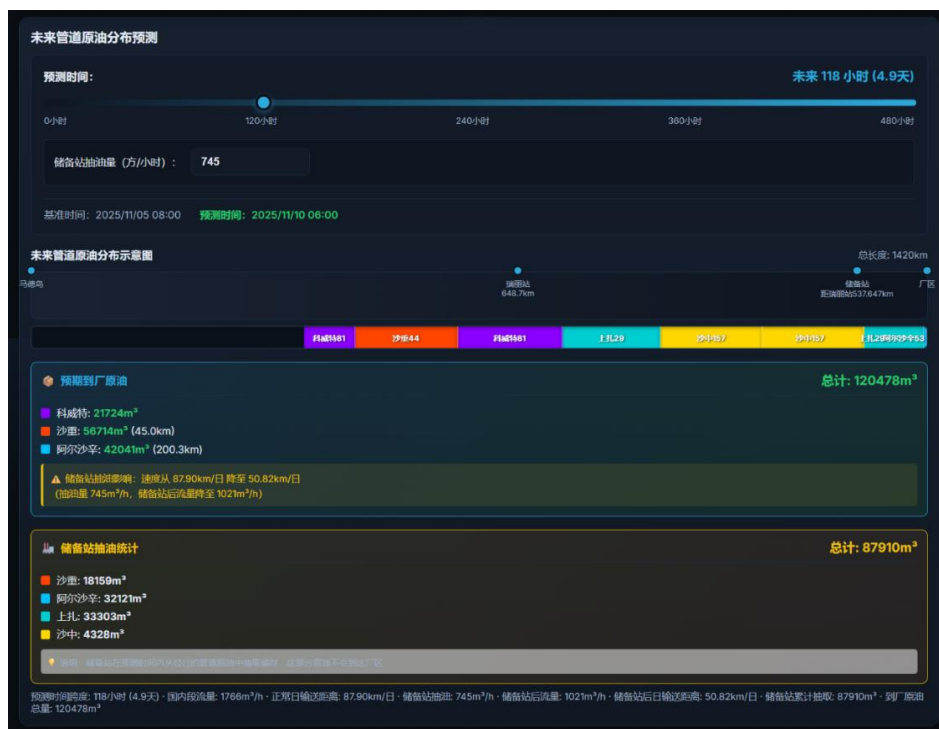 未来管道原油分布预测
预测时间：
未来 118 小时 (4.9天)
0小时
120小时
240小时
360小时
480小时
储备站抽油量（方/小时）：
745
基准时间：2025/11/05 08:00 预测时间：2025/11/10 06:00
未来管道原油分布示意图
总长度: 1420km
马德岛
瑞丽站
648.7km
储备站
距瑞丽站537.647km
厂区
科威特81
沙重44
科威特81
上扎29
沙中57
沙中57
上扎29
阿尔沙辛53
预期到厂原油
总计: 120478m³
科威特: 21724m³
沙重: 56714m³ (45.0km)
阿尔沙辛: 42041m³ (200.3km)
储备站抽油影响：速度从 87.90km/日 降至 50.82km/日
(抽油量 745m³/h，储备站后流量降至 1021m³/h)
储备站抽油统计
总计: 87910m³
沙重: 18159m³
阿尔沙辛: 32121m³
上扎: 33303m³
沙中: 4328m³
预测时间跨度: 118小时 (4.9天) · 国内段流量: 1766m³/h · 正常日输送距离: 87.90km/日 · 储备站抽油: 745m³/h · 储备站后流量: 1021m³/h · 储备站后日输送距离: 50.82km/日 · 储备站累计抽取: 87910m³ · 到厂原油
总量: 120478m³